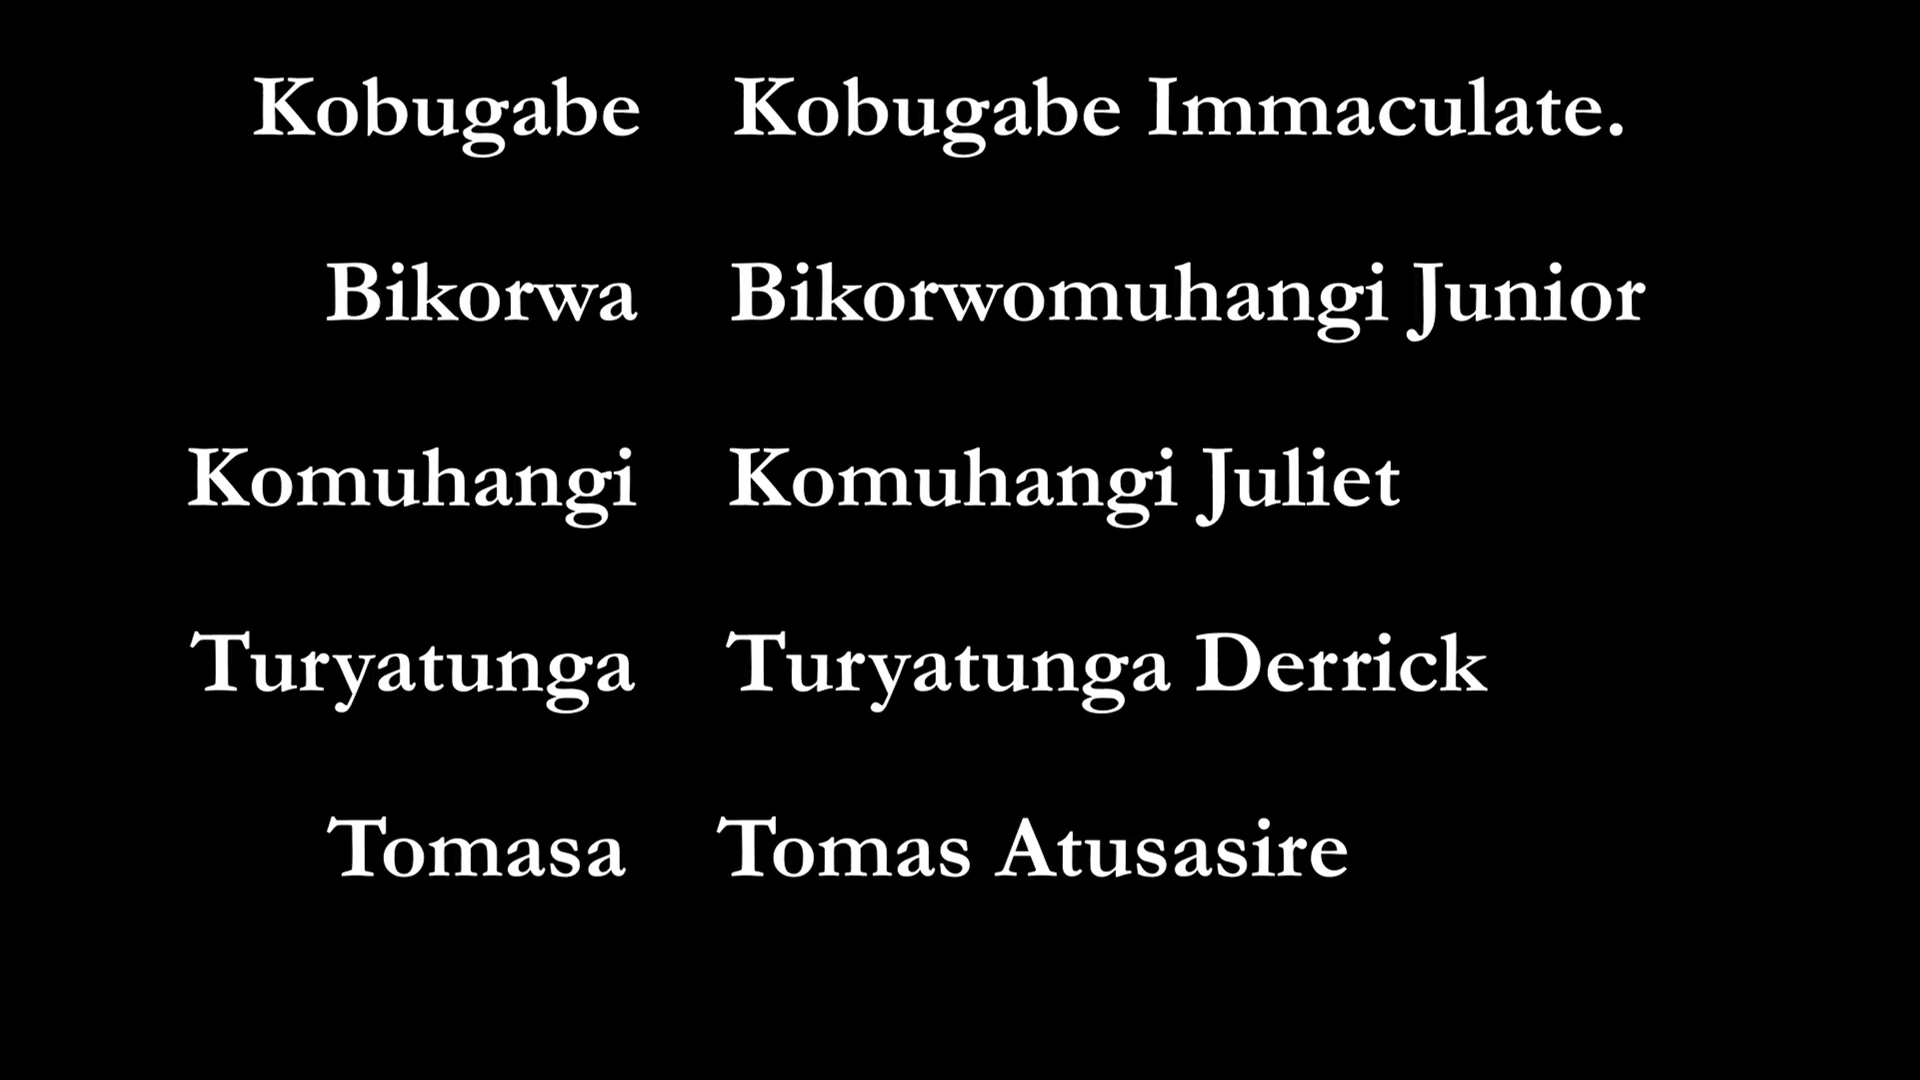 Kobugabe Kobugabe Immaculate.
Bikorwa Bikorwomuhangi Junior
Komuhangi Komuhangi Juliet
Turyatunga Turyatunga Derrick
Tomasa Tomas Atusasire